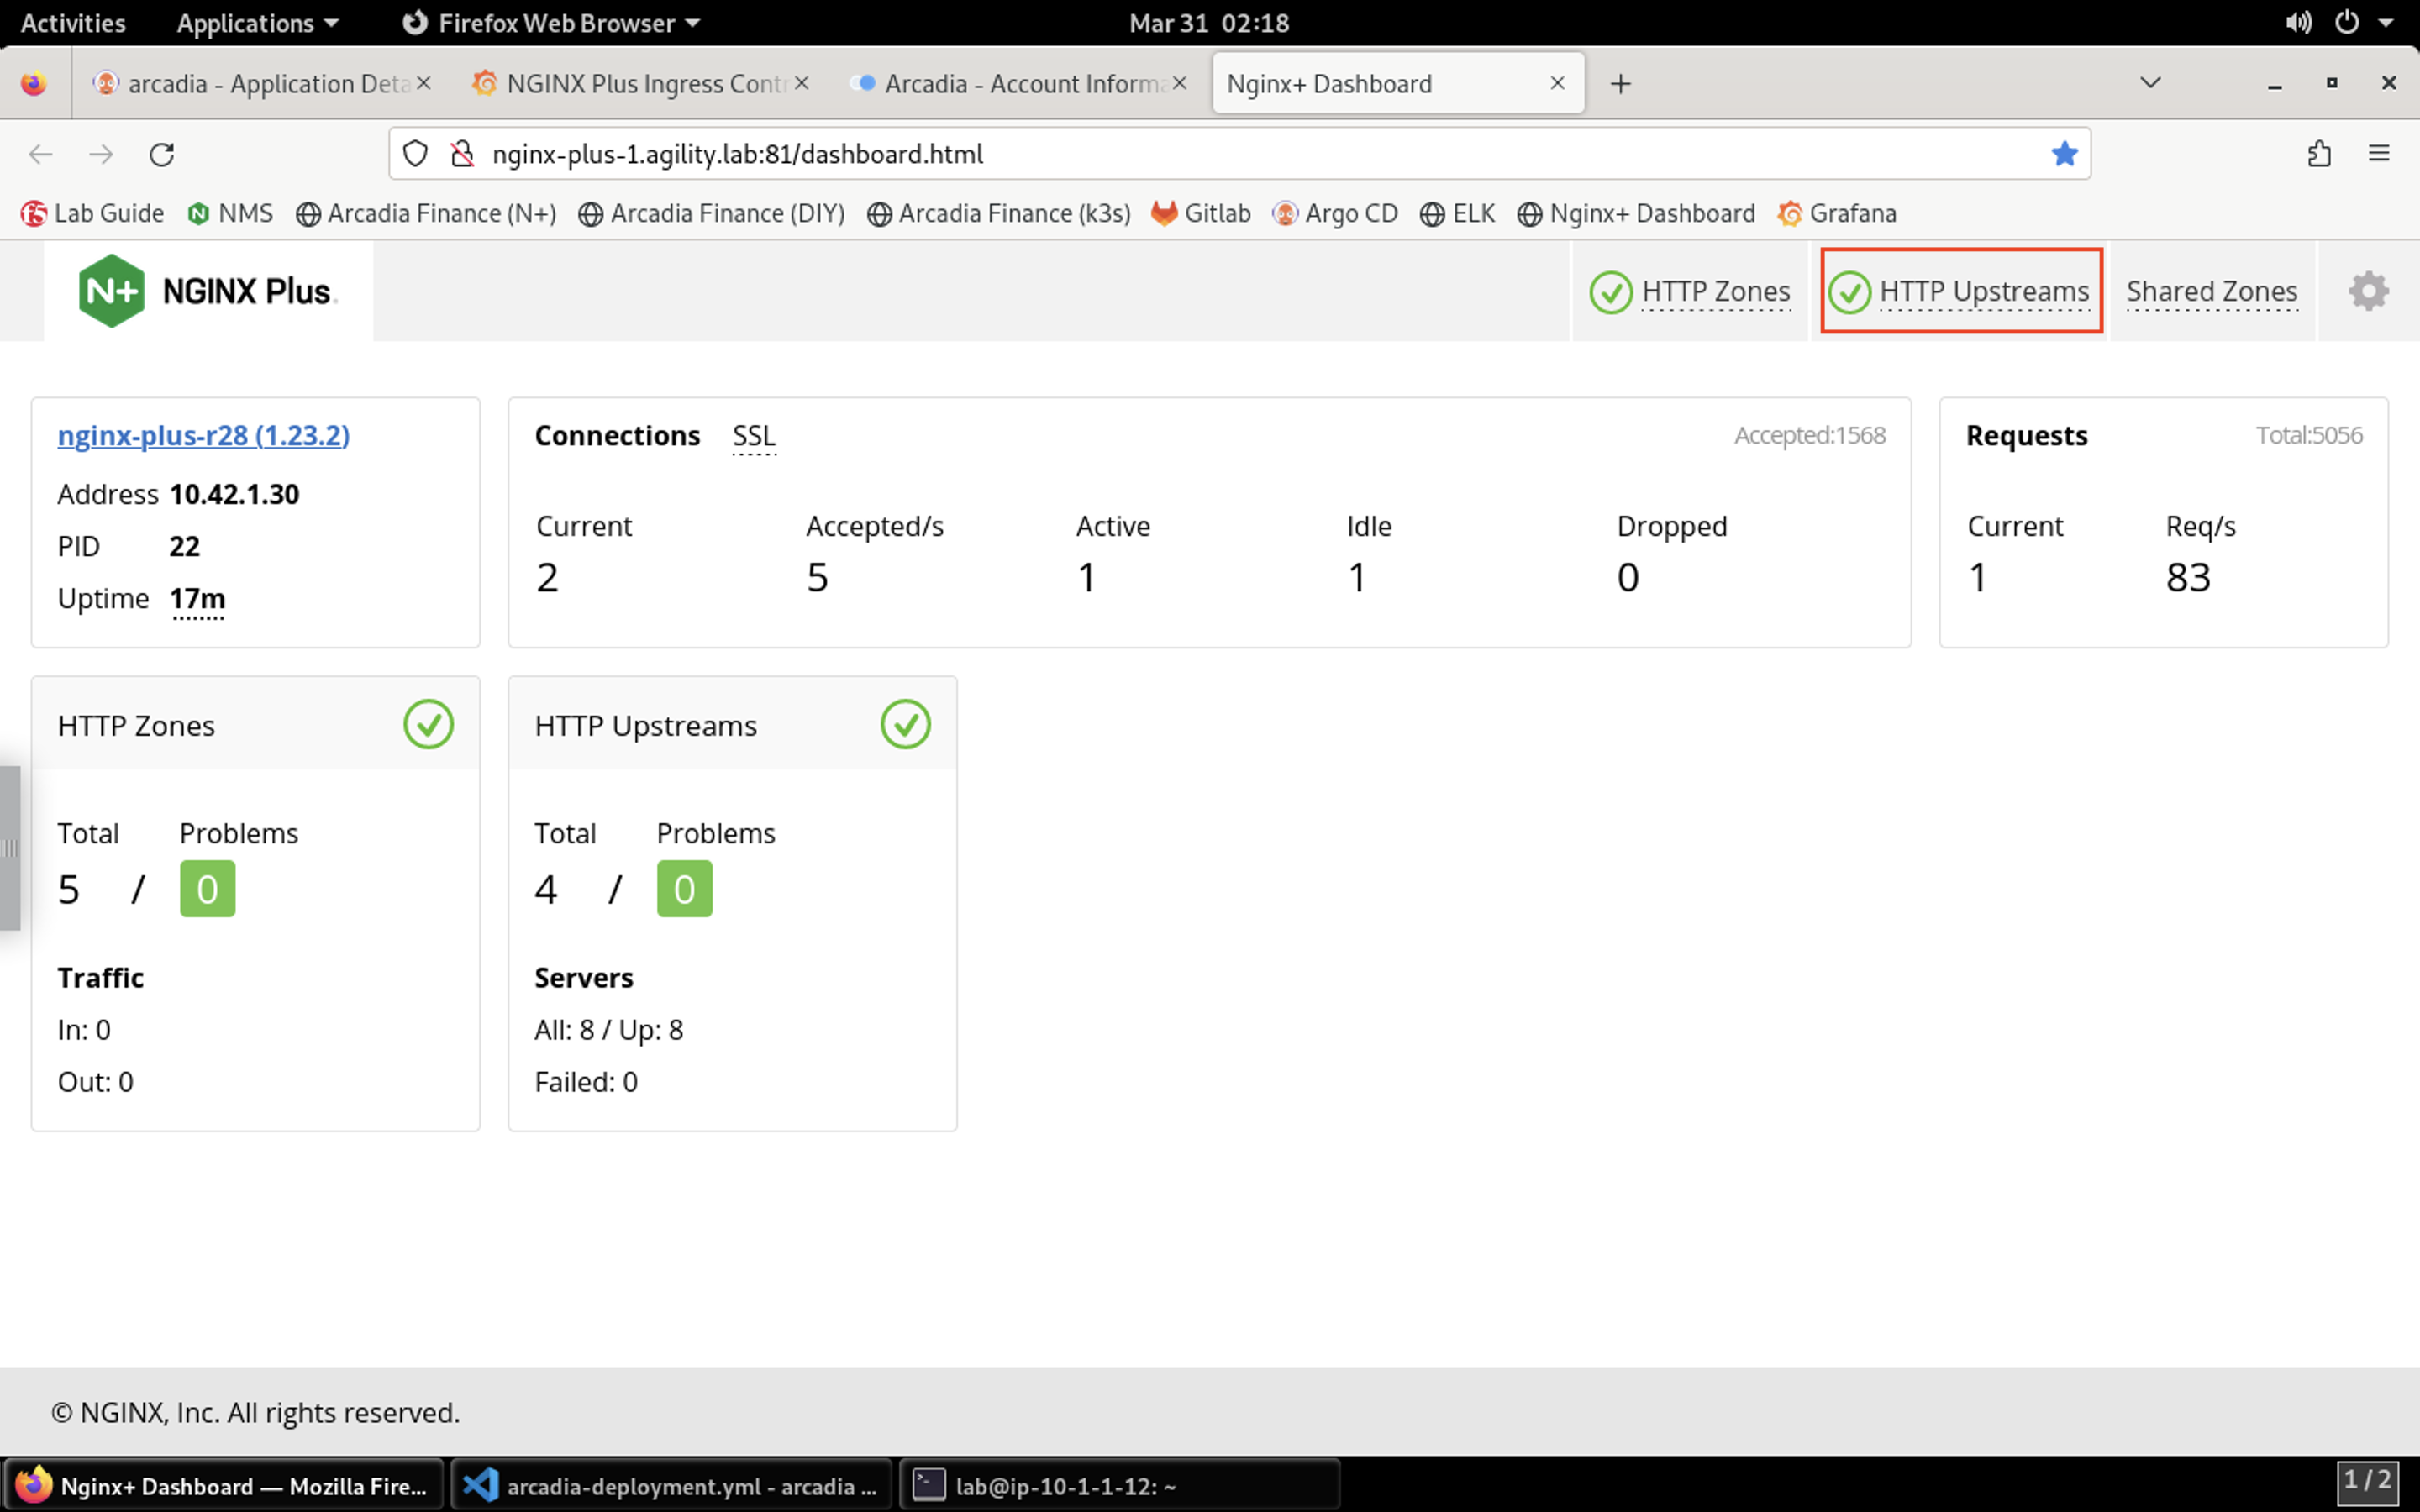 Activities Applications Firefox Web Browser Mar 31 02:18
arcadia - Application Deta NGINX Plus Ingress Contr Arcadia - Account Informa Nginx+ Dashboard
nginx-plus-1.agility.lab:81/dashboard.html
Lab Guide NMS Arcadia Finance (N+) Arcadia Finance (DIY) Arcadia Finance (k3s) Gitlab Argo CD ELK Nginx+ Dashboard Grafana
N+ NGINX Plus. HTTP Zones HTTP Upstreams Shared Zones
nginx-plus-r28 (1.23.2)
Address 10.42.1.30
PID 22
Uptime 17m
Connections SSL Accepted:1568
Current Accepted/s Active Idle Dropped
2 5 1 1 0
Requests Total:5056
Current Req/s
1 83
HTTP Zones
Total Problems
5 / 0
Traffic
In: 0
Out: 0
HTTP Upstreams
Total Problems
4 / 0
Servers
All: 8 / Up: 8
Failed: 0
© NGINX, Inc. All rights reserved.
Nginx+ Dashboard — Mozilla Fire... arcadia-deployment.yml - arcadia ... lab@ip-10-1-1-12: ~ 1 / 2